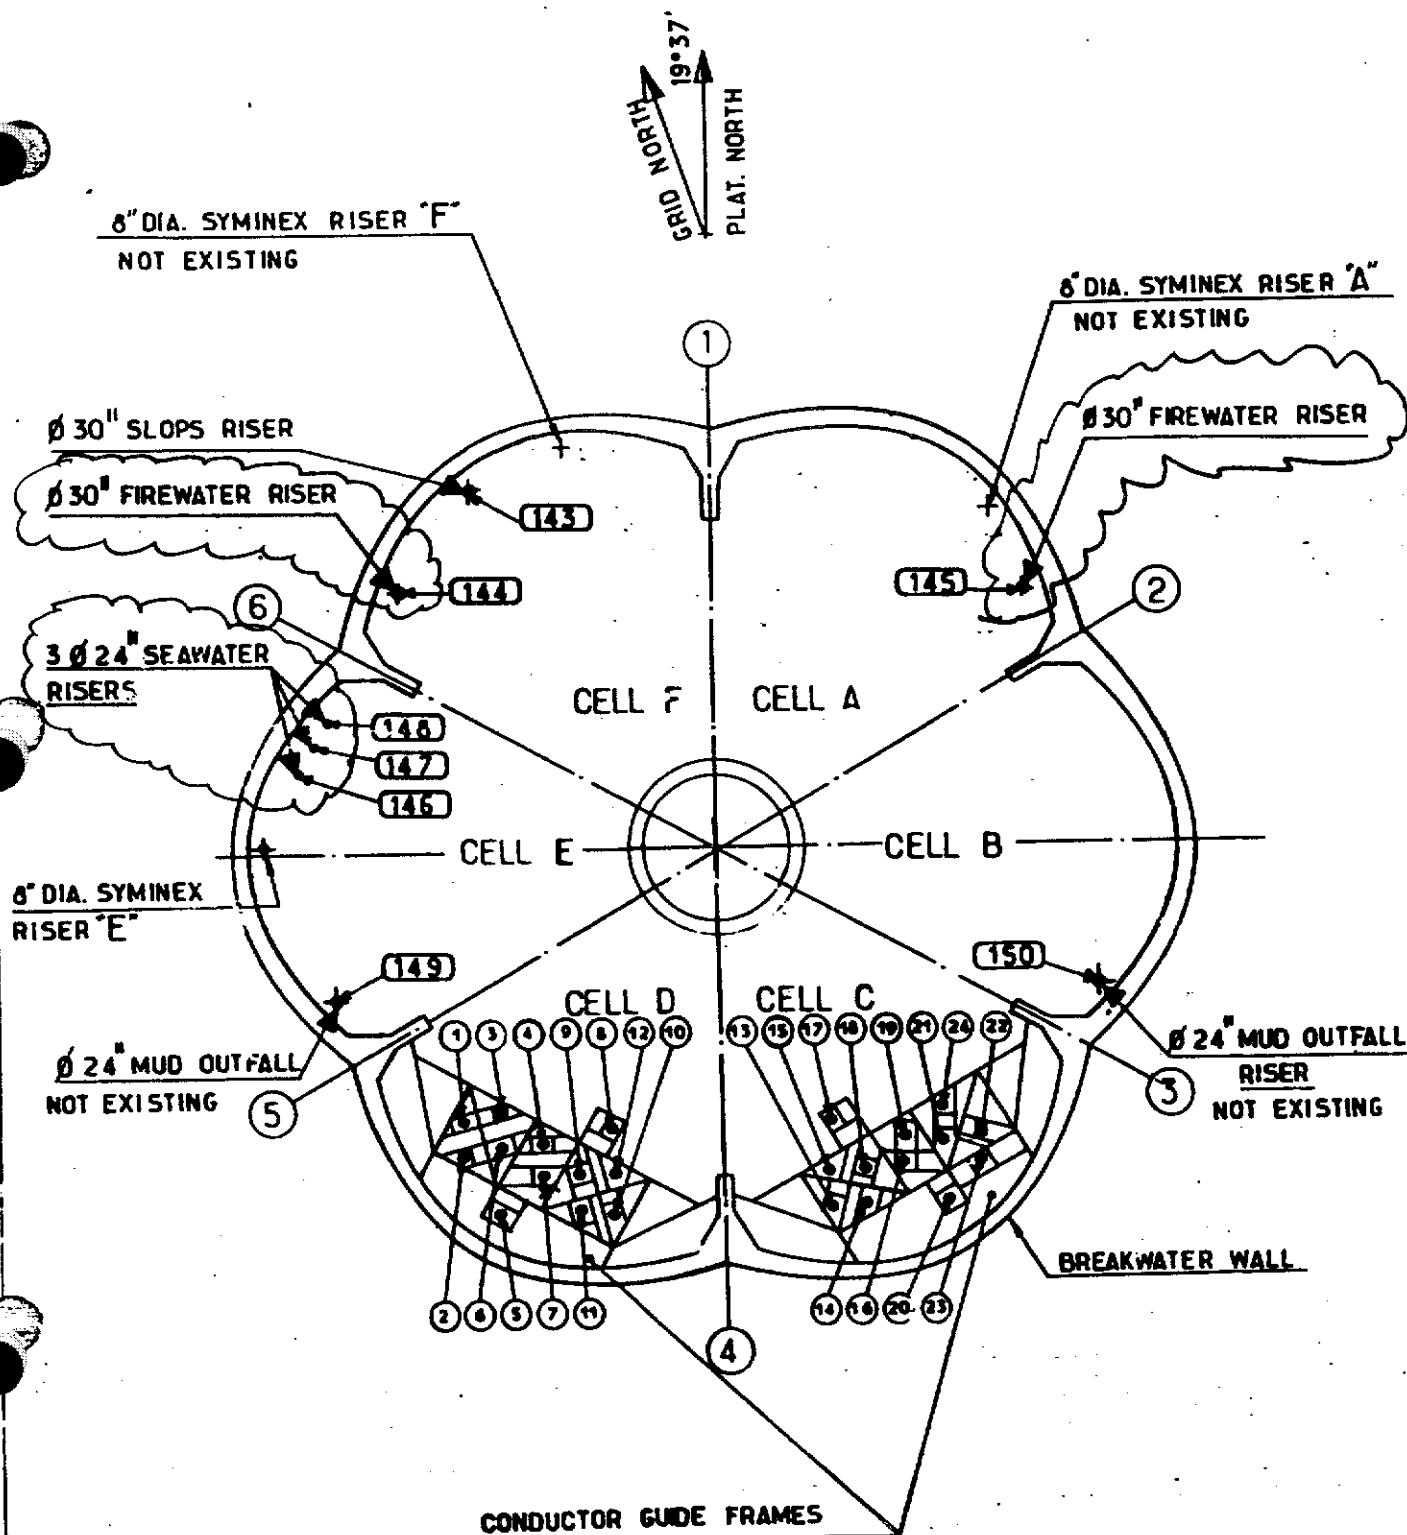 19°37'
GRID NORTH
PLAT. NORTH
8" DIA. SYMINEX RISER "F"
NOT EXISTING
8" DIA. SYMINEX RISER "A"
NOT EXISTING
1
Ø 30" SLOPS RISER
Ø 30" FIREWATER RISER
Ø 30" FIREWATER RISER
143
144
145
6
2
3 Ø 24" SEAWATER
RISERS
CELL F
CELL A
148
147
146
CELL E
CELL B
8" DIA. SYMINEX
RISER "E"
149
150
CELL D
CELL C
1 3 4 9 8 12 10
13 15 17 18 19 21 24 22
Ø 24" MUD OUTFALL
NOT EXISTING
5
Ø 24" MUD OUTFALL
RISER
NOT EXISTING
3
BREAKWATER WALL
2 6 5 7 11
14 16 20 23
4
CONDUCTOR GUIDE FRAMES